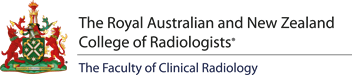 The Royal Australian and New Zealand
College of Radiologists®
The Faculty of Clinical Radiology